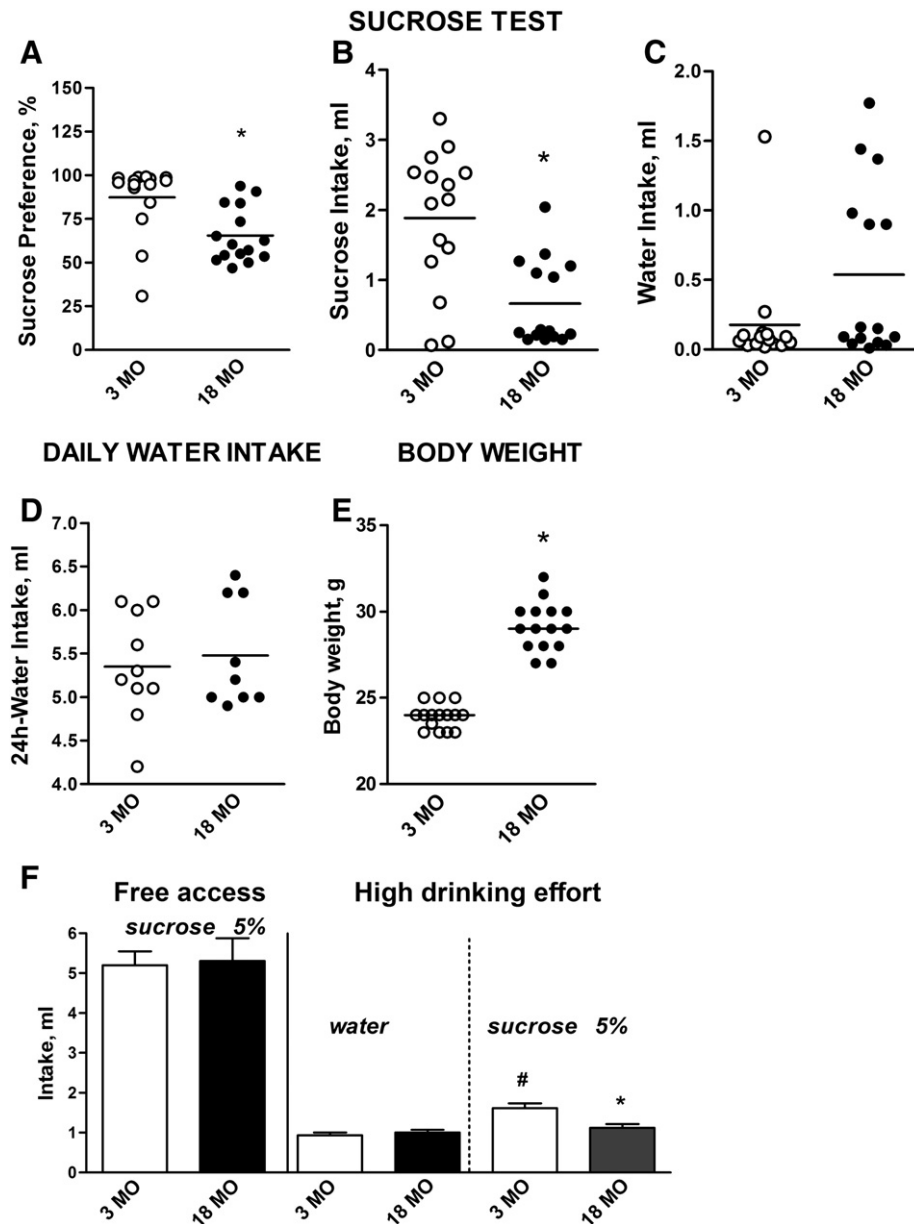 SUCROSE TEST
A
B
C
Sucrose Preference, %
150
125
100
75
50
25
0
*
3 MO
18 MO
Sucrose Intake, ml
4
3
2
1
0
*
3 MO
18 MO
Water Intake, ml
2.0
1.5
1.0
0.5
0.0
3 MO
18 MO
DAILY WATER INTAKE
BODY WEIGHT
D
E
24h-Water Intake, ml
7.0
6.5
6.0
5.5
5.0
4.5
4.0
3 MO
18 MO
Body weight, g
35
30
25
20
*
3 MO
18 MO
F
Free access
High drinking effort
sucrose 5%
Intake, ml
6
5
4
3
2
1
0
water
sucrose 5%
#
*
3 MO
18 MO
3 MO
18 MO
3 MO
18 MO